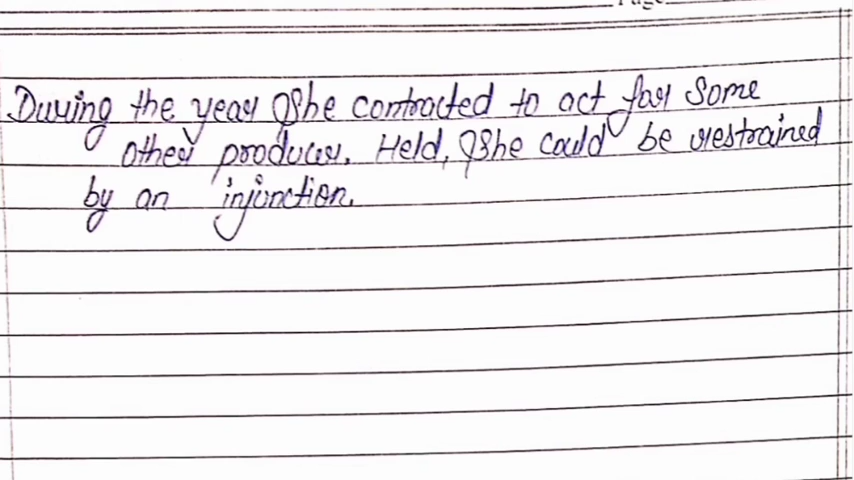 During the year she contracted to act for some
other producer. Held, she could be restrained
by an injunction.